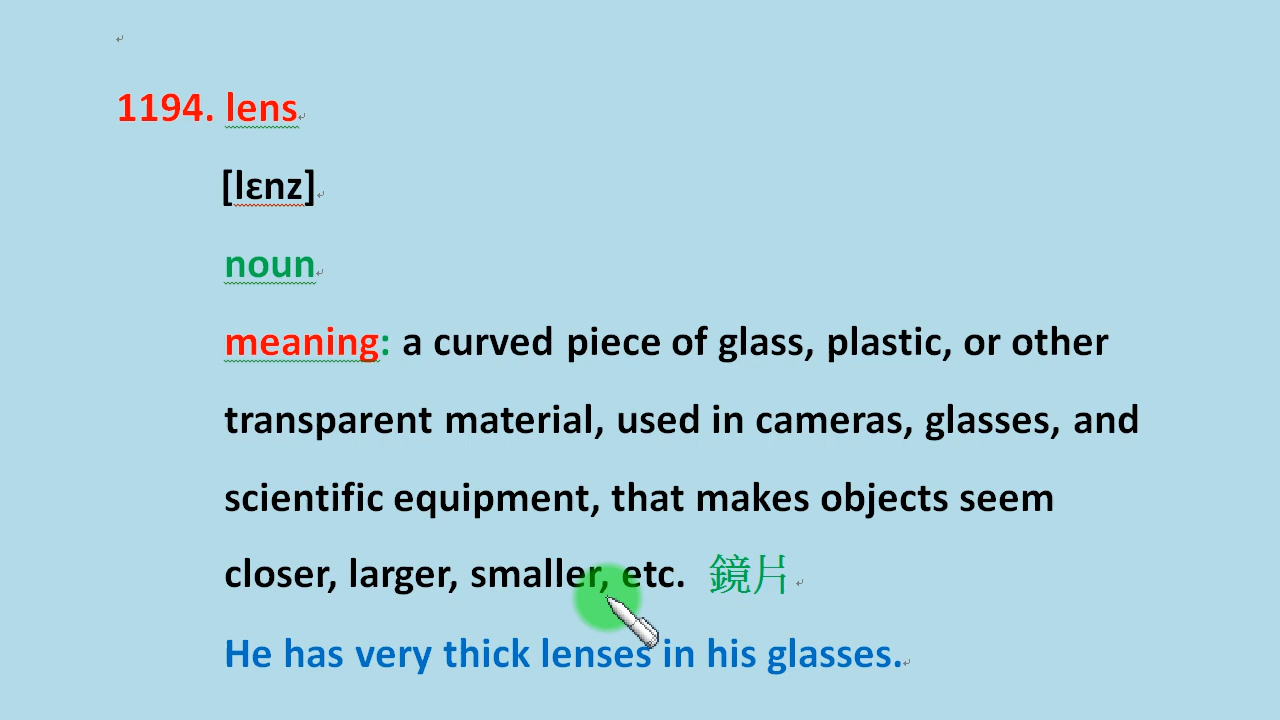 1194. lens
[lɛnz]
noun
meaning: a curved piece of glass, plastic, or other
transparent material, used in cameras, glasses, and
scientific equipment, that makes objects seem
closer, larger, smaller, etc. 鏡片
He has very thick lenses in his glasses.